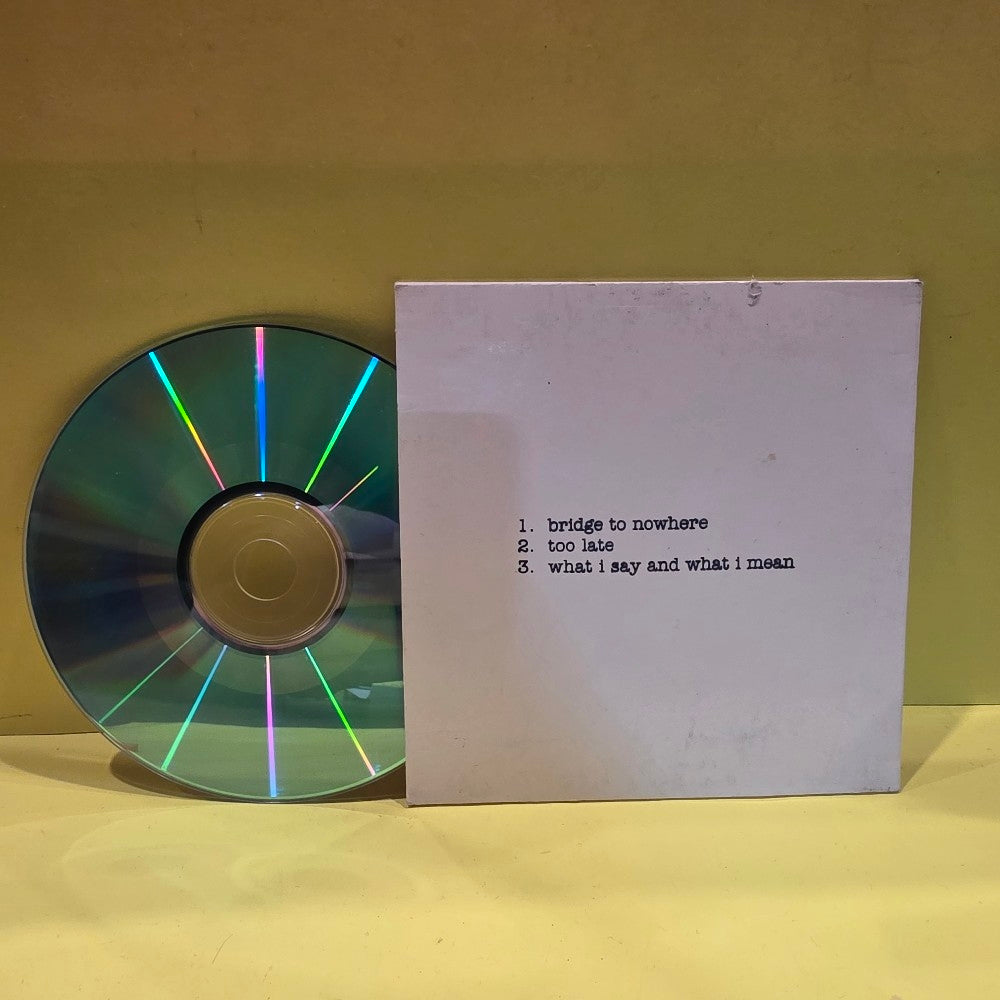 1. bridge to nowhere
2. too late
3. what i say and what i mean